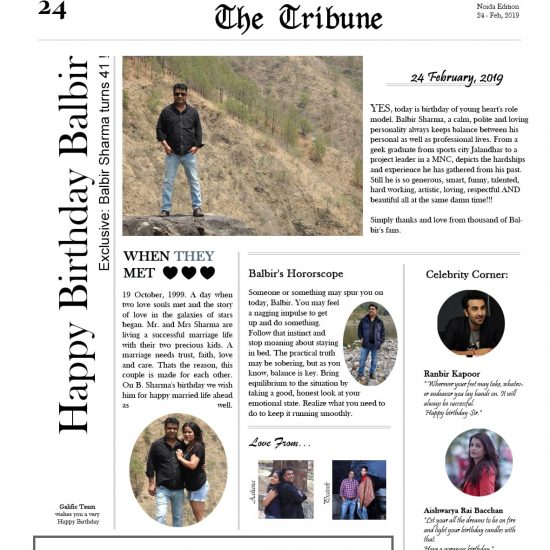 24
The Tribune
Noida Edition
24 - Feb, 2019
Happy Birthday Balbir
Exclusive: Balbir Sharma turns 41 !
24 February, 2019
YES, today is birthday of young heart's role
model. Balbir Sharma, a calm, polite and loving
personality always keeps balance between his
personal as well as professional lives. From a
geek graduate from sports city Jalandhar to a
project leader in a MNC, depicts the hardships
and experience he has gathered from his past.
Still he is so generous, smart, funny, talented,
hard working, artistic, loving, respectful AND
beautiful all at the same damn time!!!
Simply thanks and love from thousand of Bal-
bir's fans.
WHEN THEY
MET ♥♥♥
19 October, 1999. A day when
two love souls met and the story
of love in the galaxies of stars
began. Mr. and Mrs Sharma are
living a successful marriage life
with their two precious kids. A
marriage needs trust, faith, love
and care. Thats the reason, this
couple is made for each other.
On B. Sharma's birthday we wish
him for happy married life ahead
as well.
Galific Team
wishes you a very
Happy Birthday
Balbir's Hororscope
Someone or something may spur you on
today, Balbir. You may feel
a nagging impulse to get
up and do something.
Follow that instinct and
stop moaning about staying
in bed. The practical truth
may be sobering, but as you
know, balance is key. Bring
equilibrium to the situation by
taking a good, honest look at your
emotional state. Realize what you need to
do to keep it running smoothly.
Love From...
Celebrity Corner:
Ranbir Kapoor
" Wherever your feet may take, whatev-
er endeavor you lay hands on. It will
always be successful.
Happy birthday Sir."
Aishwarya Rai Bacchan
"Let your all the dreams to be on fire
and light your birthday candles with
that.
Have a gorgeous birthday."